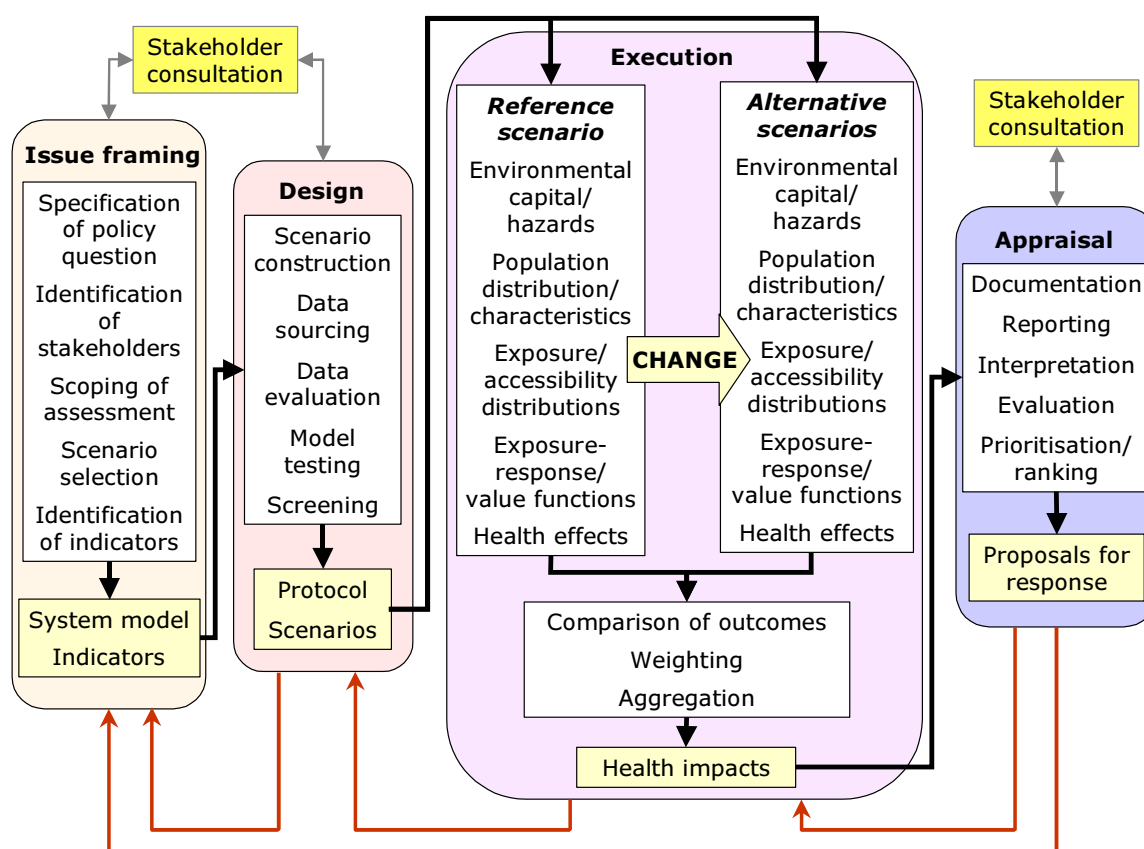 Stakeholder
consultation
Issue framing
Specification
of policy
question
Identification
of
stakeholders
Scoping of
assessment
Scenario
selection
Identification
of indicators
System model
Indicators
Design
Scenario
construction
Data
sourcing
Data
evaluation
Model
testing
Screening
Protocol
Scenarios
Execution
Reference
scenario
Environmental
capital/
hazards
Population
distribution/
characteristics
Exposure/
accessibility
distributions
Exposure-
response/
value functions
Health effects
CHANGE
Alternative
scenarios
Environmental
capital/
hazards
Population
distribution/
characteristics
Exposure/
accessibility
distributions
Exposure-
response/
value functions
Health effects
Comparison of outcomes
Weighting
Aggregation
Health impacts
Stakeholder
consultation
Appraisal
Documentation
Reporting
Interpretation
Evaluation
Prioritisation/
ranking
Proposals for
response